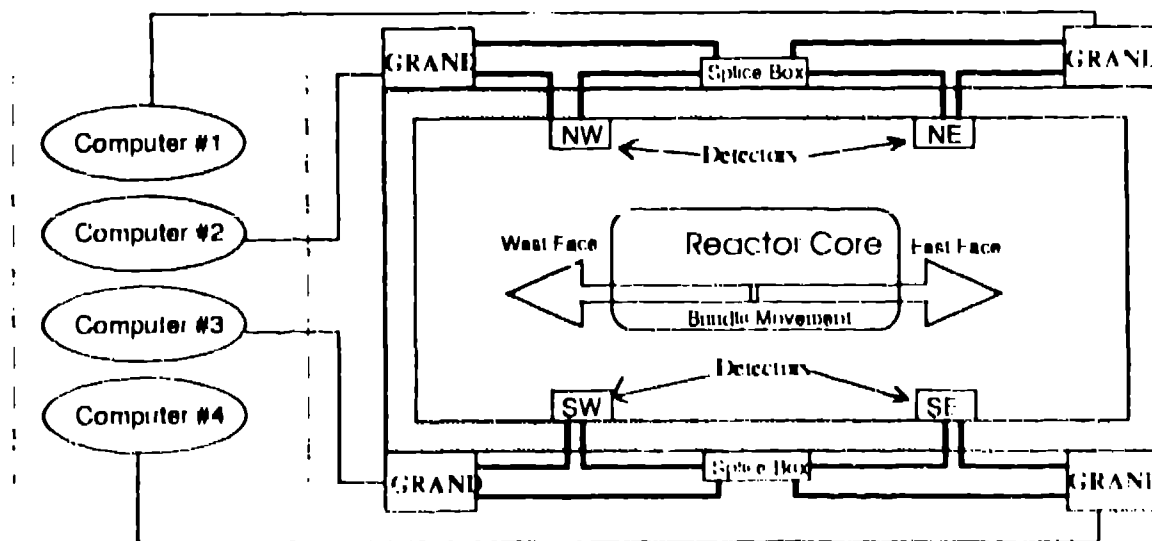 GRAND
GRAND
Splice Box
Computer #1
NW
Detectors
NE
Computer #2
West Face
Reactor Core
East Face
Computer #3
Bundle Movement
Detectors
Computer #4
SW
SE
GRAND
Splice Box
GRAND